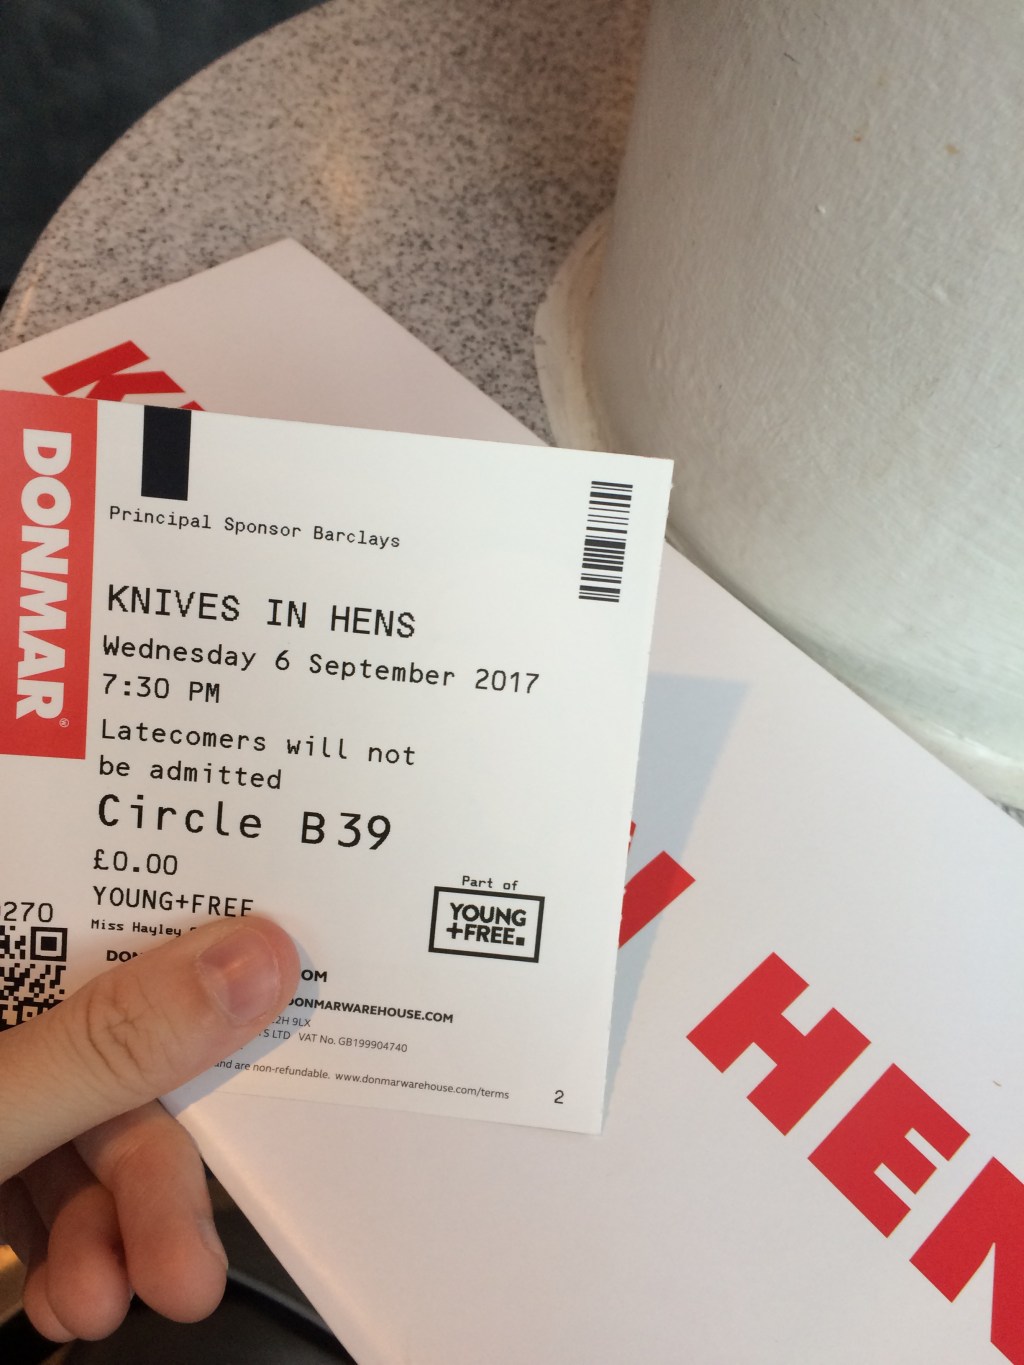 DONMAR®
Principal Sponsor Barclays
KNIVES IN HENS
Wednesday 6 September 2017
7:30 PM
Latecomers will not
be admitted
Circle B39
£0.00
YOUNG+FREE
Miss Hayley
Part of
YOUNG
+FREE.
270
DON
OM
DONMARWAREHOUSE.COM
2H 9LX
S LTD VAT No. GB199904740
and are non-refundable. www.donmarwarehouse.com/terms
2
K
HEN